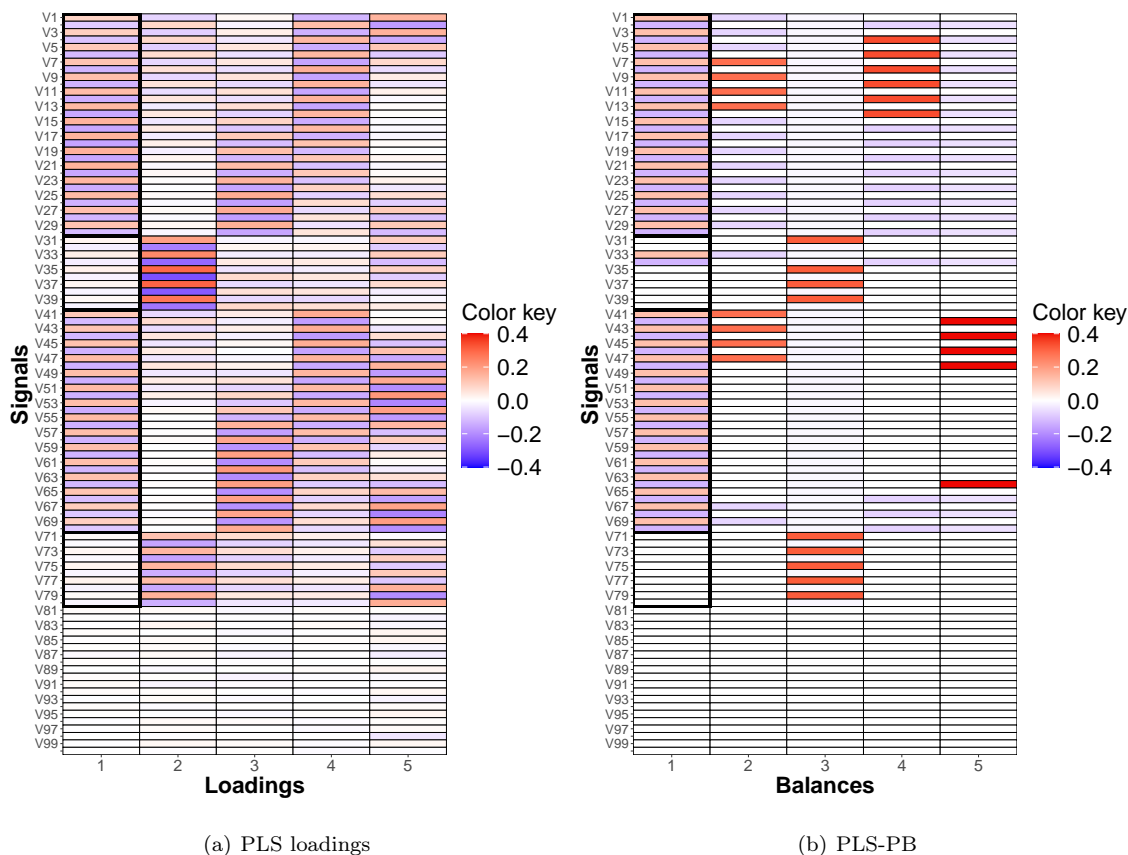 V1
V3
V5
V7
V9
V11
V13
V15
V17
V19
V21
V23
V25
V27
V29
V31
V33
V35
V37
V39
V41
V43
V45
V47
V49
V51
V53
V55
V57
V59
V61
V63
V65
V67
V69
V71
V73
V75
V77
V79
V81
V83
V85
V87
V89
V91
V93
V95
V97
V99
Signals
1 2 3 4 5
Loadings
Color key
0.4
0.2
0.0
−0.2
−0.4
(a) PLS loadings
V1
V3
V5
V7
V9
V11
V13
V15
V17
V19
V21
V23
V25
V27
V29
V31
V33
V35
V37
V39
V41
V43
V45
V47
V49
V51
V53
V55
V57
V59
V61
V63
V65
V67
V69
V71
V73
V75
V77
V79
V81
V83
V85
V87
V89
V91
V93
V95
V97
V99
Signals
1 2 3 4 5
Balances
Color key
0.4
0.2
0.0
−0.2
−0.4
(b) PLS-PB